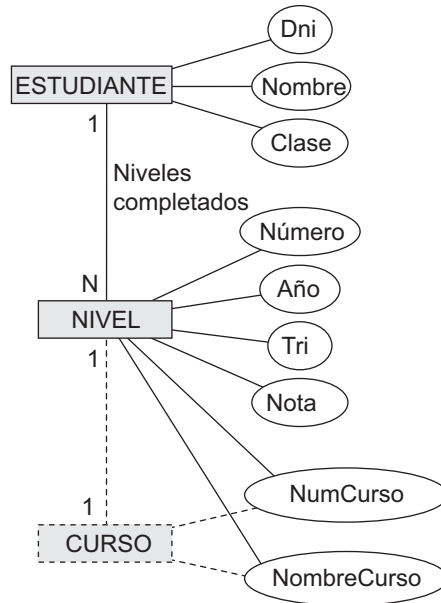 Dni
ESTUDIANTE
Nombre
1
Clase
Niveles
completados
Número
N
Año
NIVEL
Tri
1
Nota
NumCurso
1
CURSO
NombreCurso